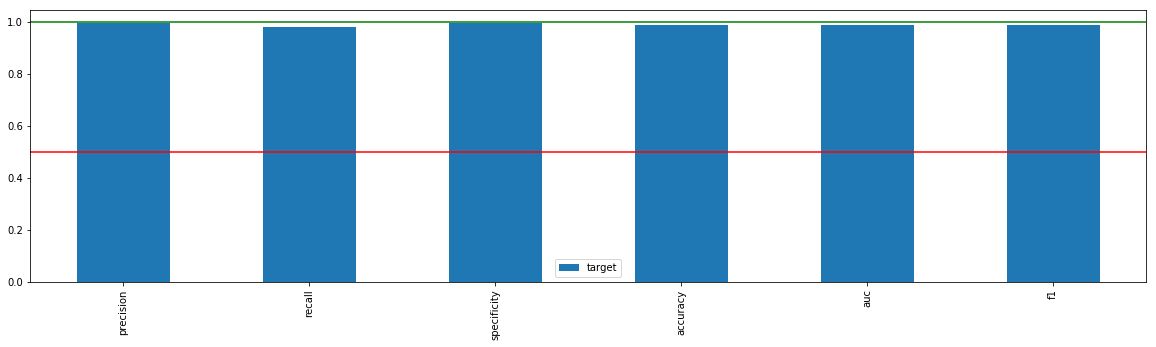 1.0
0.8
0.6
0.4
0.2
0.0
target
precision
recall
specificity
accuracy
auc
f1